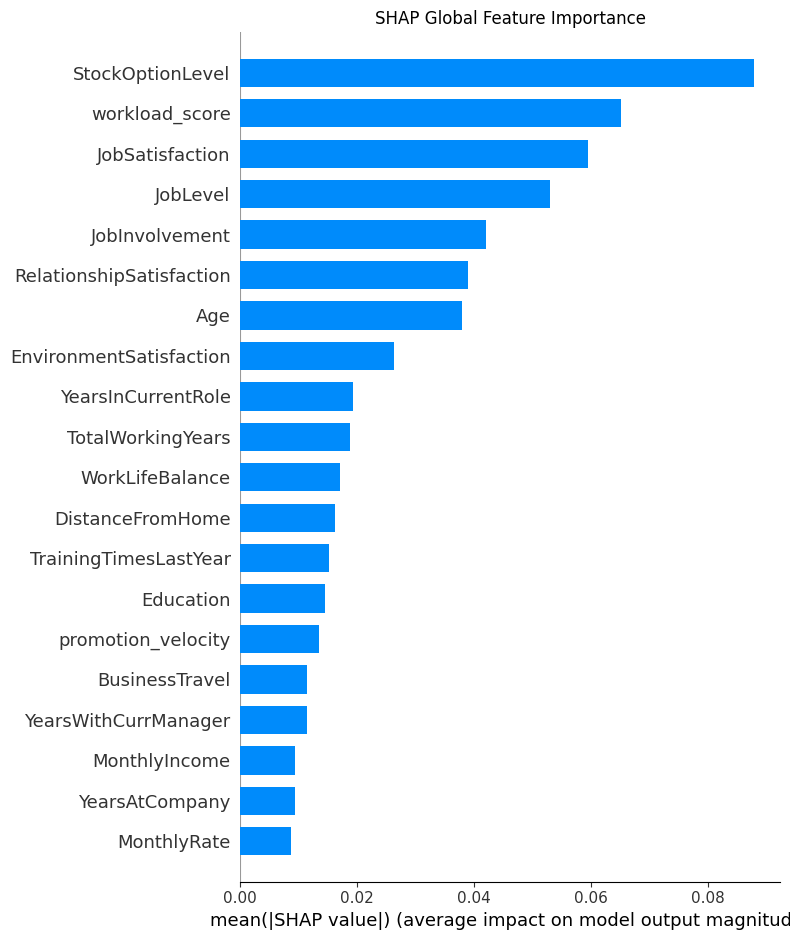 SHAP Global Feature Importance
StockOptionLevel
workload_score
JobSatisfaction
JobLevel
JobInvolvement
RelationshipSatisfaction
Age
EnvironmentSatisfaction
YearsInCurrentRole
TotalWorkingYears
WorkLifeBalance
DistanceFromHome
TrainingTimesLastYear
Education
promotion_velocity
BusinessTravel
YearsWithCurrManager
MonthlyIncome
YearsAtCompany
MonthlyRate
0.00 0.02 0.04 0.06 0.08
mean(|SHAP value|) (average impact on model output magnitud